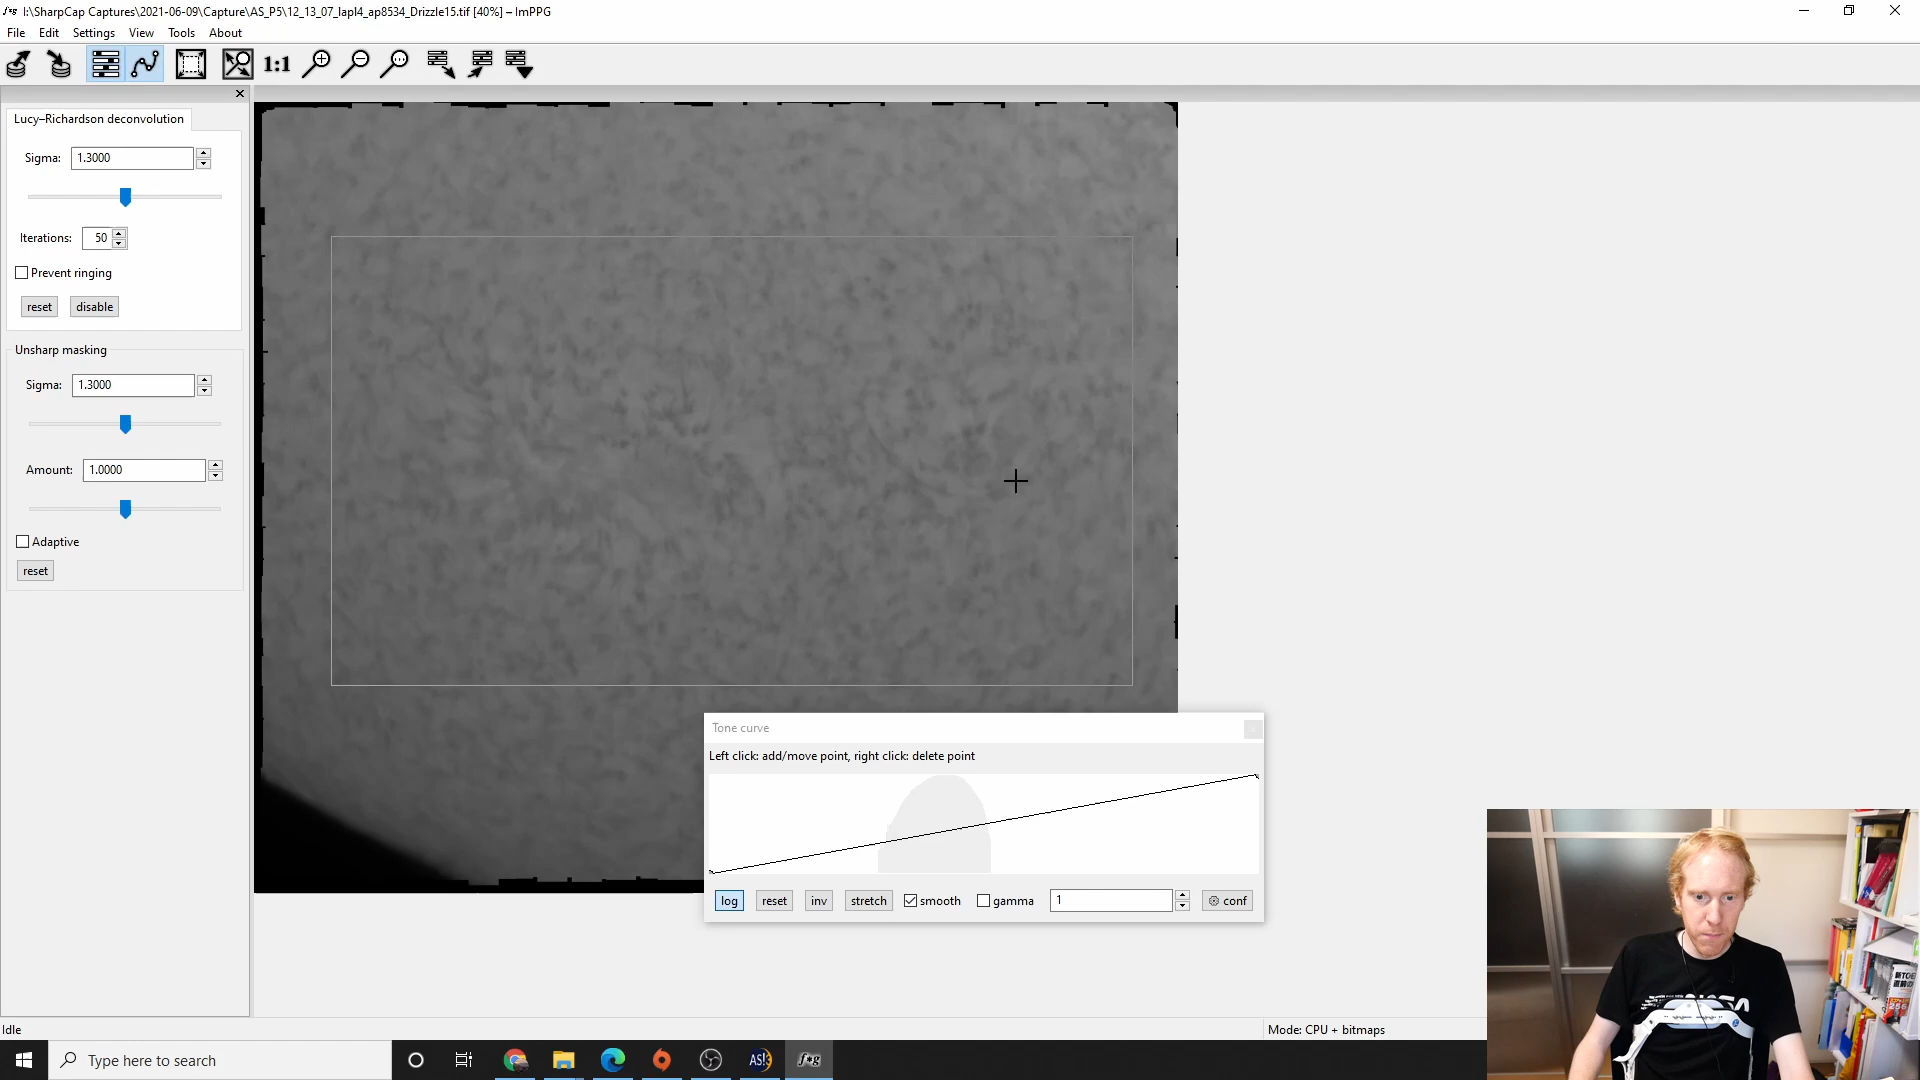 I:\SharpCap Captures\2021-06-09\Capture\AS_P5\12_13_07_lapl4_ap8534_Drizzle15.tif [40%] – ImPPG
File Edit Settings View Tools About
1:1
Lucy–Richardson deconvolution
Sigma: 1.3000
Iterations: 50
Prevent ringing
reset disable
Unsharp masking
Sigma: 1.3000
Amount: 1.0000
Adaptive
reset
Tone curve
Left click: add/move point, right click: delete point
log reset inv stretch smooth gamma 1 conf
Idle
Mode: CPU + bitmaps
Type here to search
AS!3
f*g